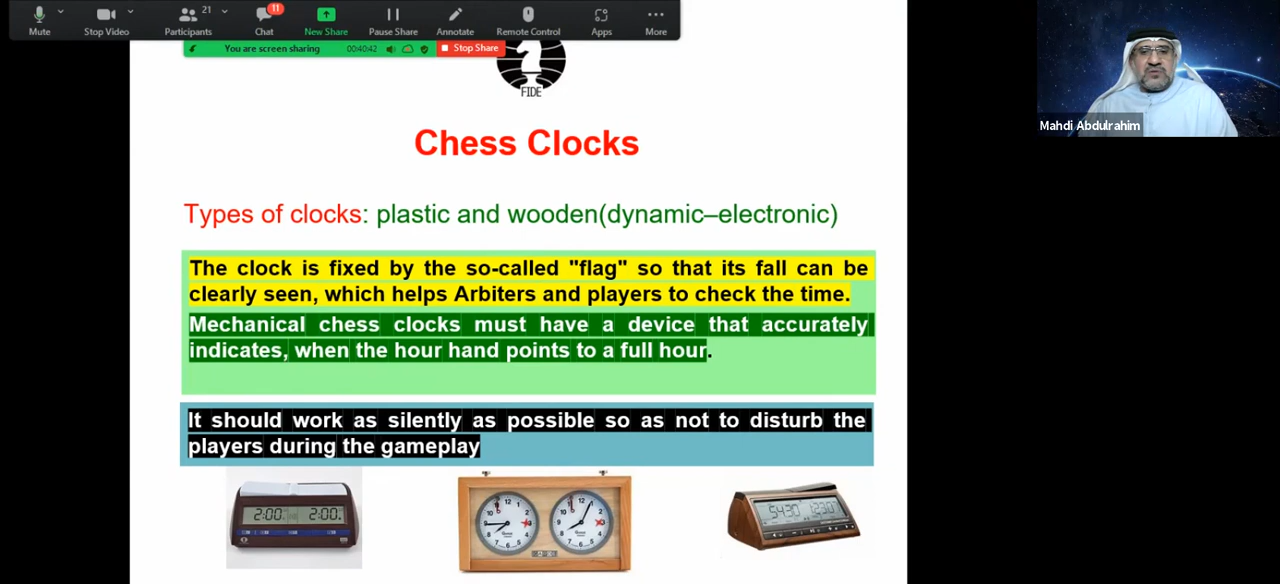 21
11
Mute
Stop Video
Participants
Chat
New Share
Pause Share
Annotate
Remote Control
Apps
More
You are screen sharing
00:40:42
Stop Share
Mahdi Abdulrahim
FIDE
Chess Clocks
Types of clocks: plastic and wooden(dynamic–electronic)
The clock is fixed by the so-called "flag" so that its fall can be
clearly seen, which helps Arbiters and players to check the time.
Mechanical chess clocks must have a device that accurately
indicates, when the hour hand points to a full hour.
It should work as silently as possible so as not to disturb the
players during the gameplay
2:00 2:00